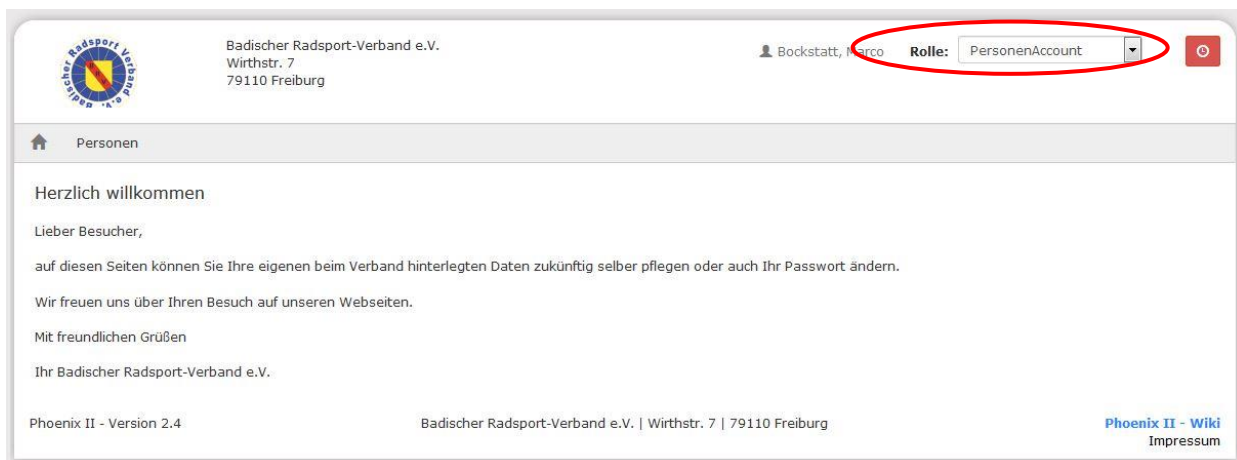 Badischer Radsport Verband e.V.
Badischer Radsport-Verband e.V.
Wirthstr. 7
79110 Freiburg
Bockstatt, Marco
Rolle: PersonenAccount
Personen
Herzlich willkommen
Lieber Besucher,
auf diesen Seiten können Sie Ihre eigenen beim Verband hinterlegten Daten zukünftig selber pflegen oder auch Ihr Passwort ändern.
Wir freuen uns über Ihren Besuch auf unseren Webseiten.
Mit freundlichen Grüßen
Ihr Badischer Radsport-Verband e.V.
Phoenix II - Version 2.4
Badischer Radsport-Verband e.V. | Wirthstr. 7 | 79110 Freiburg
Phoenix II - Wiki
Impressum